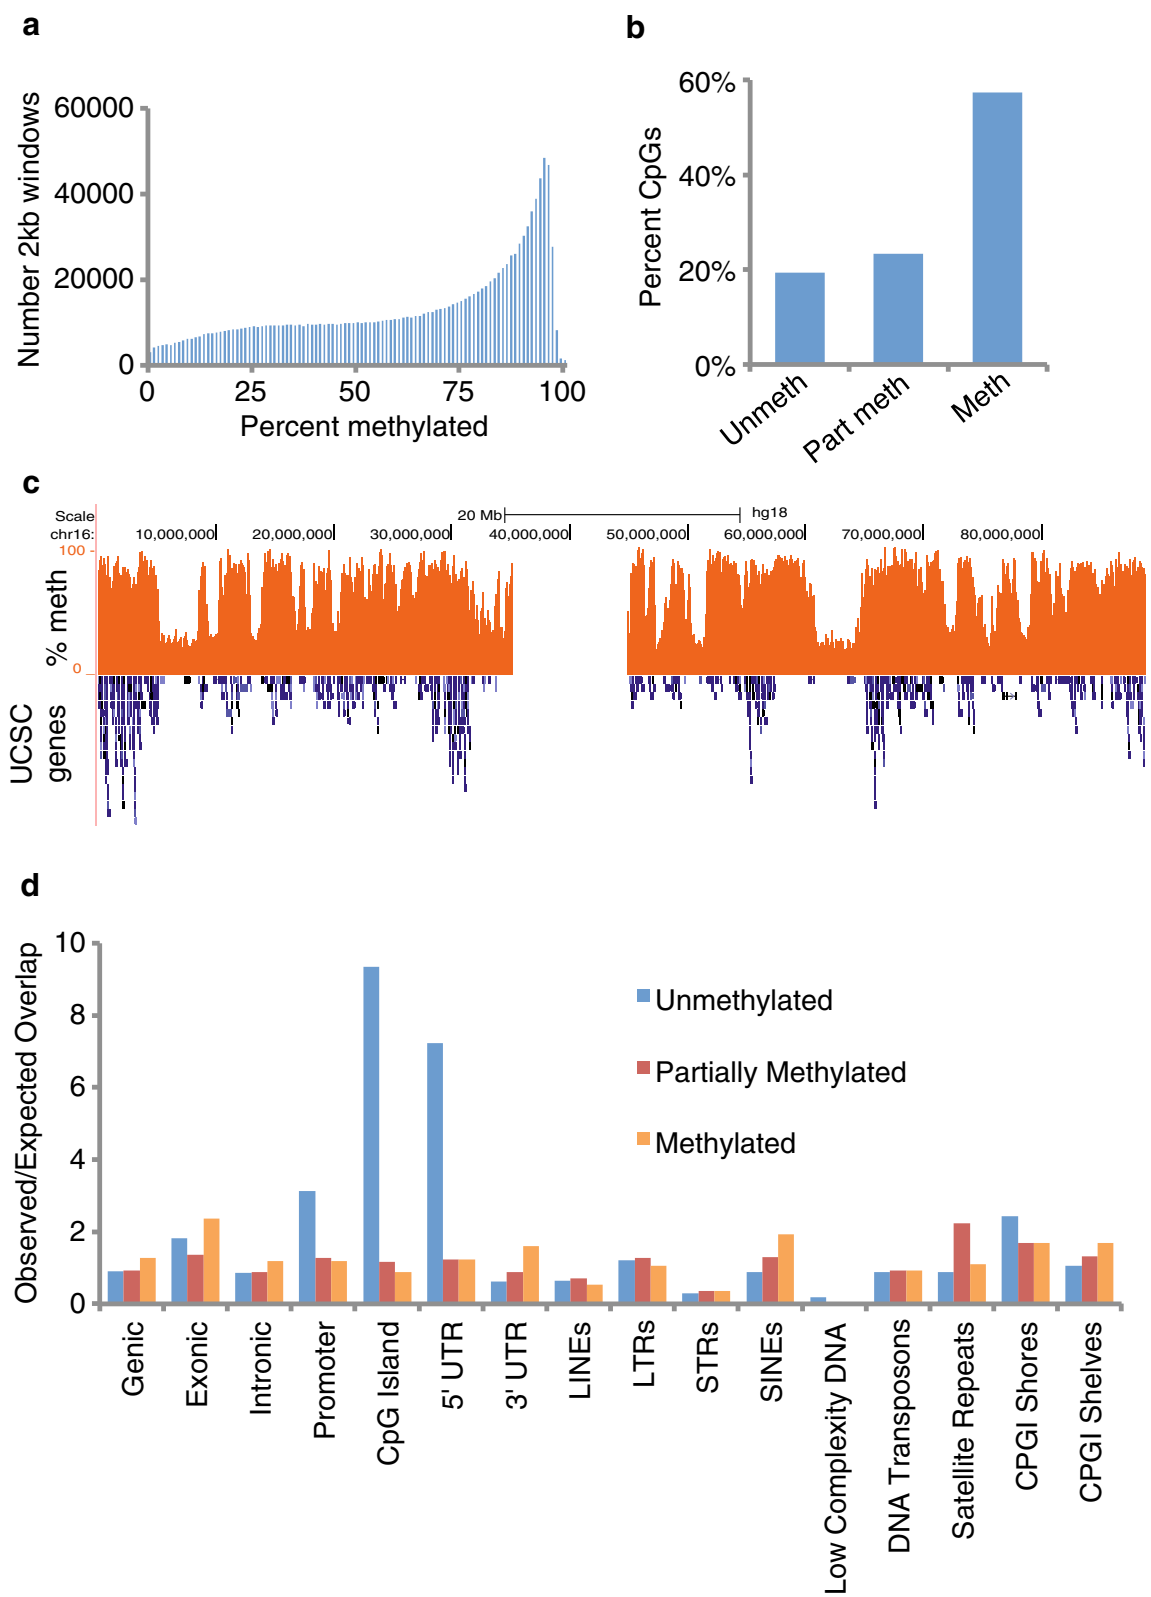 a
Number 2kb windows
60000
40000
20000
0
0 25 50 75 100
Percent methylated
b
Percent CpGs
60%
40%
20%
0%
Unmeth
Part meth
Meth
c
Scale
20 Mb
hg18
chr16:
10,000,000
20,000,000
30,000,000
40,000,000
50,000,000
60,000,000
70,000,000
80,000,000
100
% meth
0
UCSC
genes
d
Observed/Expected Overlap
10
8
6
4
2
0
Unmethylated
Partially Methylated
Methylated
Genic
Exonic
Intronic
Promoter
CpG Island
5' UTR
3' UTR
LINEs
LTRs
STRs
SINEs
Low Complexity DNA
DNA Transposons
Satellite Repeats
CPGI Shores
CPGI Shelves